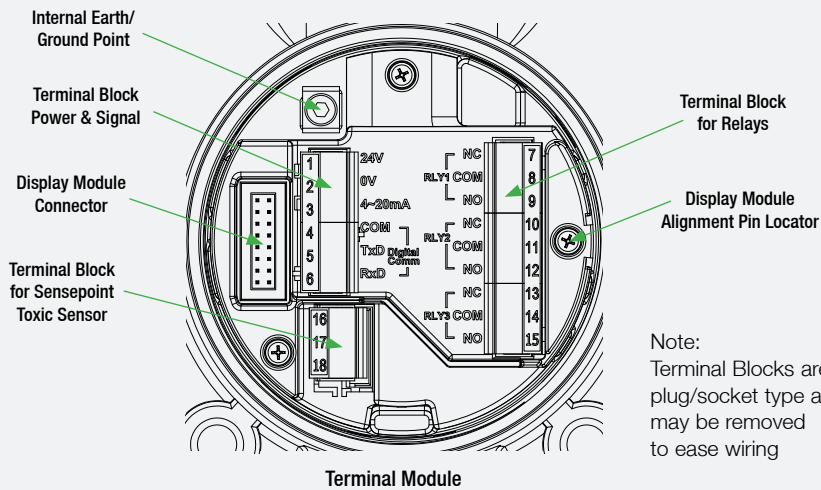 Internal Earth/
Ground Point
Terminal Block
Power & Signal
Display Module
Connector
Terminal Block
for Sensepoint
Toxic Sensor
1
2
3
4
5
6
24V
0V
4~20mA
COM
TxD
RxD
Digital
Comm
16
17
18
RLY1
NC
COM
NO
RLY2
NC
COM
NO
RLY3
NC
COM
NO
7
8
9
10
11
12
13
14
15
Terminal Block
for Relays
Display Module
Alignment Pin Locator
Note:
Terminal Blocks are
plug/socket type a
may be removed
to ease wiring
Terminal Module